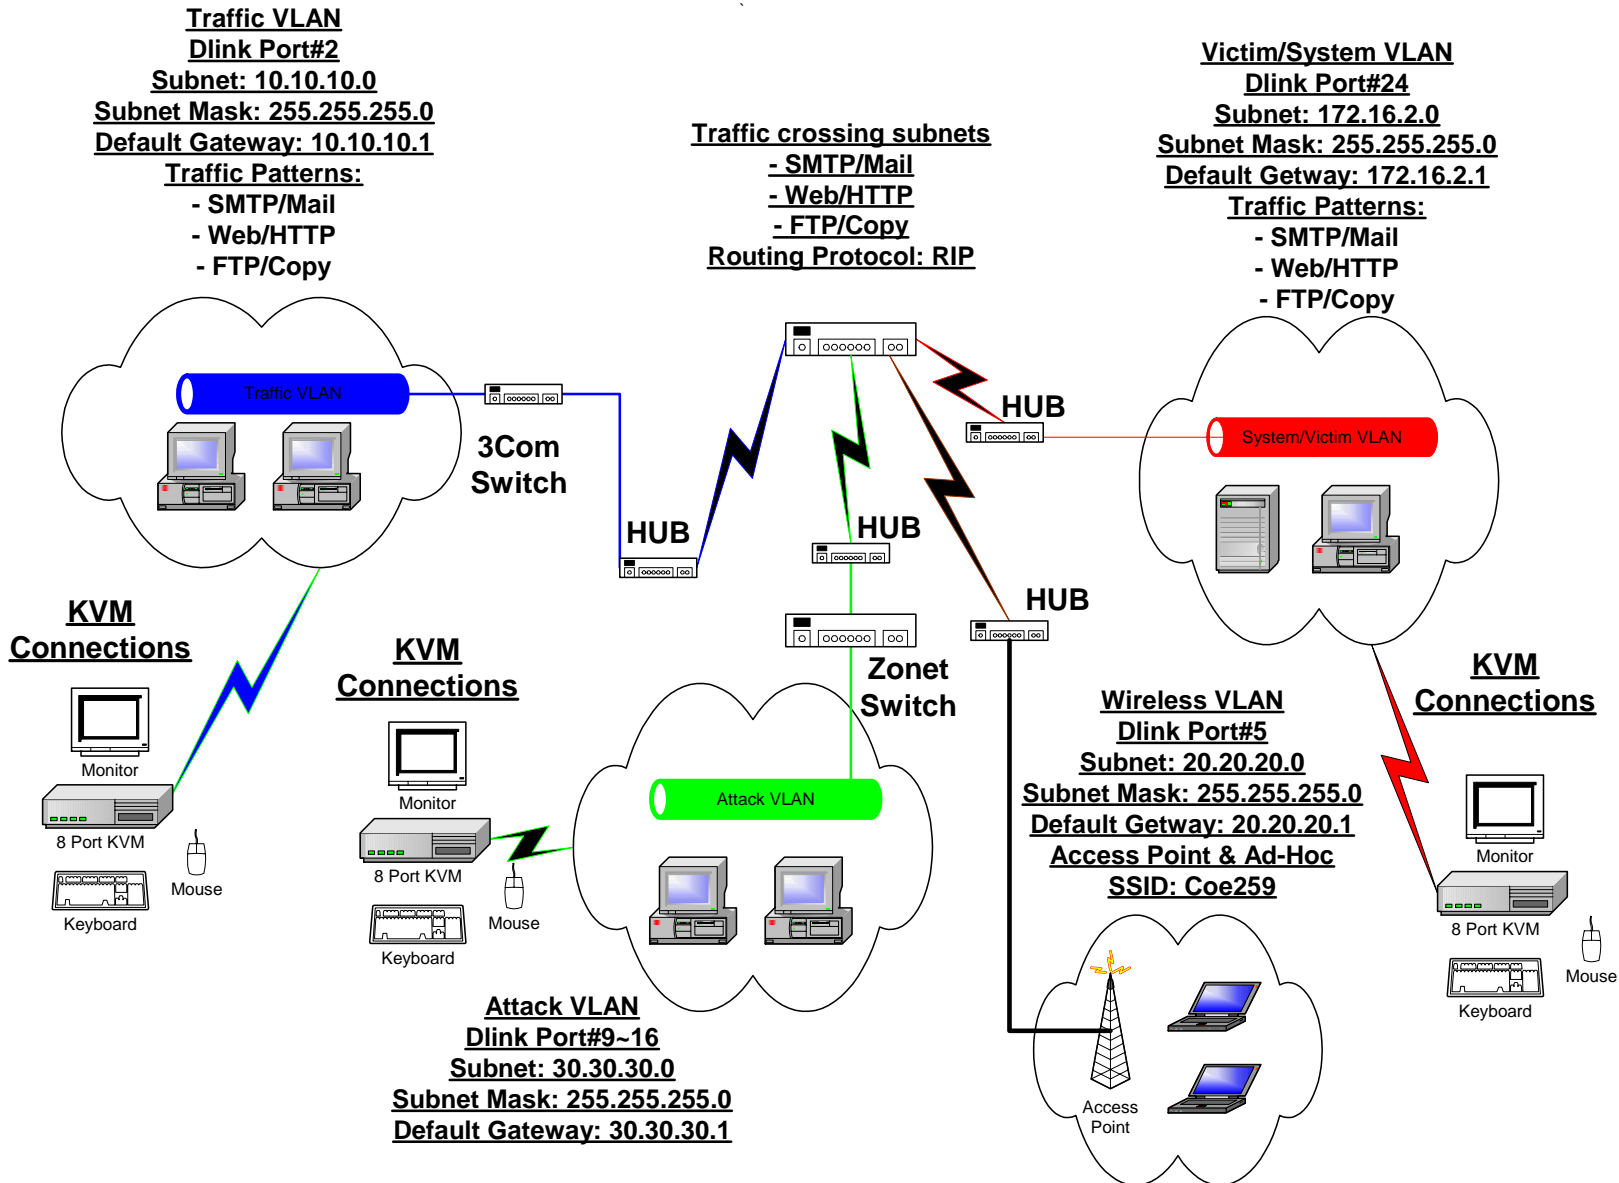 `
Traffic VLAN
Dlink Port#2
Subnet: 10.10.10.0
Subnet Mask: 255.255.255.0
Default Gateway: 10.10.10.1
Traffic Patterns:
- SMTP/Mail
- Web/HTTP
- FTP/Copy
Traffic crossing subnets
- SMTP/Mail
- Web/HTTP
- FTP/Copy
Routing Protocol: RIP
Victim/System VLAN
Dlink Port#24
Subnet: 172.16.2.0
Subnet Mask: 255.255.255.0
Default Getway: 172.16.2.1
Traffic Patterns:
- SMTP/Mail
- Web/HTTP
- FTP/Copy
Traffic VLAN
3Com
Switch
HUB
HUB
HUB
System/Victim VLAN
HUB
Zonet
Switch
KVM
Connections
Monitor
8 Port KVM
Mouse
Keyboard
KVM
Connections
Monitor
8 Port KVM
Mouse
Keyboard
Attack VLAN
Attack VLAN
Dlink Port#9~16
Subnet: 30.30.30.0
Subnet Mask: 255.255.255.0
Default Gateway: 30.30.30.1
Wireless VLAN
Dlink Port#5
Subnet: 20.20.20.0
Subnet Mask: 255.255.255.0
Default Getway: 20.20.20.1
Access Point & Ad-Hoc
SSID: Coe259
Access
Point
KVM
Connections
Monitor
8 Port KVM
Mouse
Keyboard